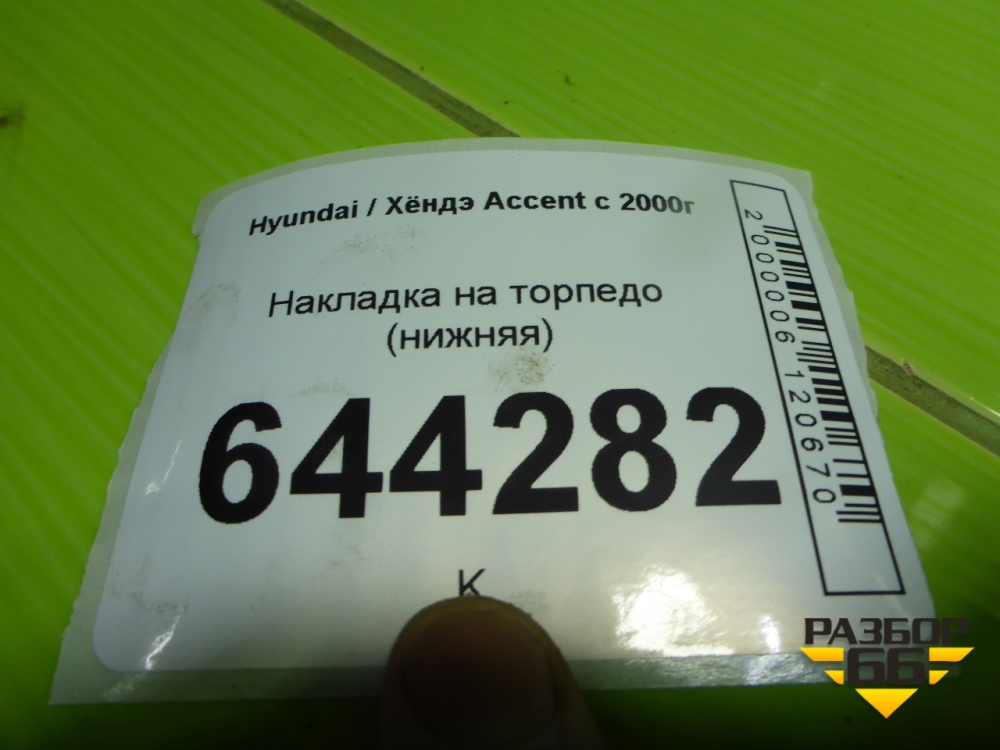 Hyundai / Хёндэ Accent с 2000г
Накладка на торпедо
(нижняя)
644282
К
2000006120670
РАЗБОР
66